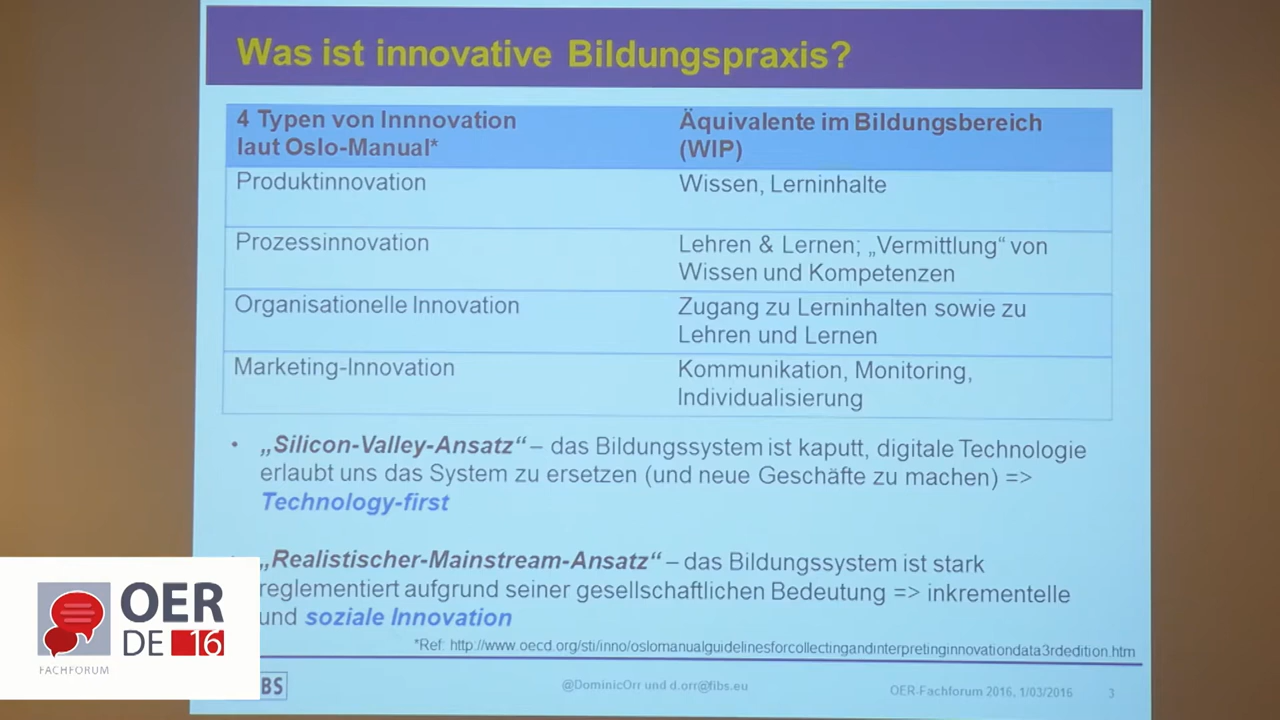 Was ist innovative Bildungspraxis?
4 Typen von Innnovation
laut Oslo-Manual*
Äquivalente im Bildungsbereich
(WIP)
Produktinnovation
Wissen, Lerninhalte
Prozessinnovation
Lehren & Lernen; „Vermittlung“ von
Wissen und Kompetenzen
Organisationelle Innovation
Zugang zu Lerninhalten sowie zu
Lehren und Lernen
Marketing-Innovation
Kommunikation, Monitoring,
Individualisierung
• „Silicon-Valley-Ansatz“ – das Bildungssystem ist kaputt, digitale Technologie
erlaubt uns das System zu ersetzen (und neue Geschäfte zu machen) =>
Technology-first
„Realistischer-Mainstream-Ansatz“ – das Bildungssystem ist stark
reglementiert aufgrund seiner gesellschaftlichen Bedeutung => inkrementelle
und soziale Innovation
*Ref: http://www.oecd.org/sti/inno/oslomanualguidelinesforcollectingandinterpretinginnovationdata3rdedition.htm
OER
DE 16
FACHFORUM
BS
@DominicOrr und d.orr@fibs.eu
OER-Fachforum 2016, 1/03/2016
3